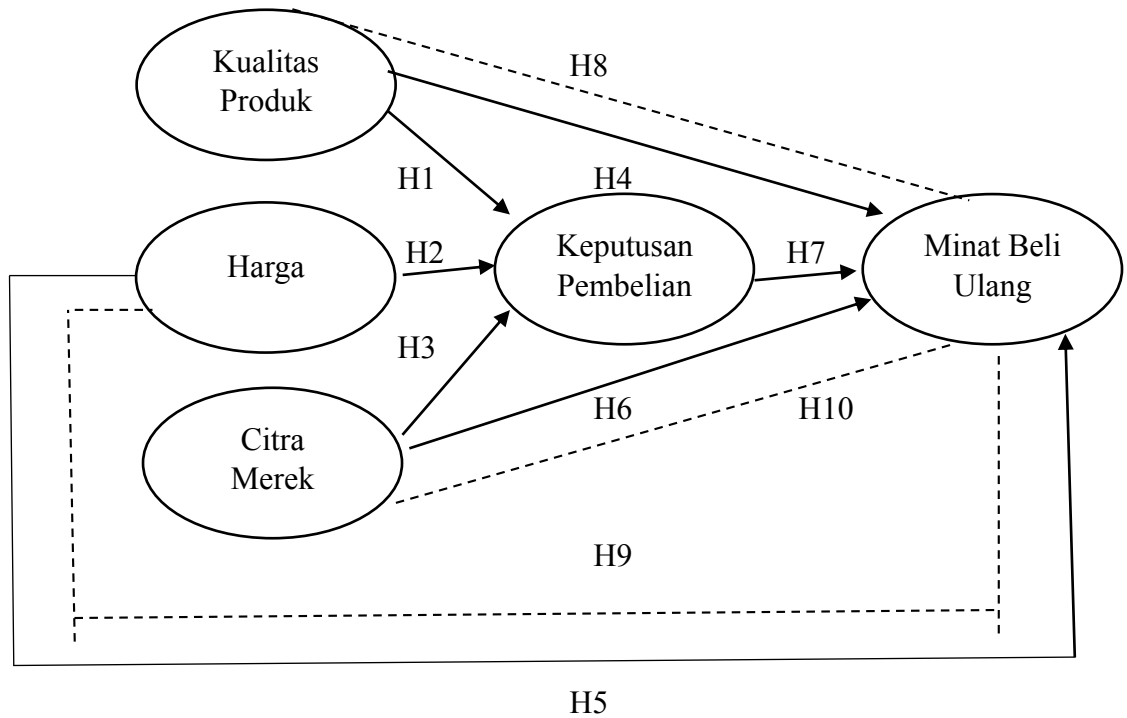 Kualitas
Produk
H8
H1
H4
Harga
H2
Keputusan
Pembelian
H7
Minat Beli
Ulang
H3
Citra
Merek
H6
H10
H9
H5